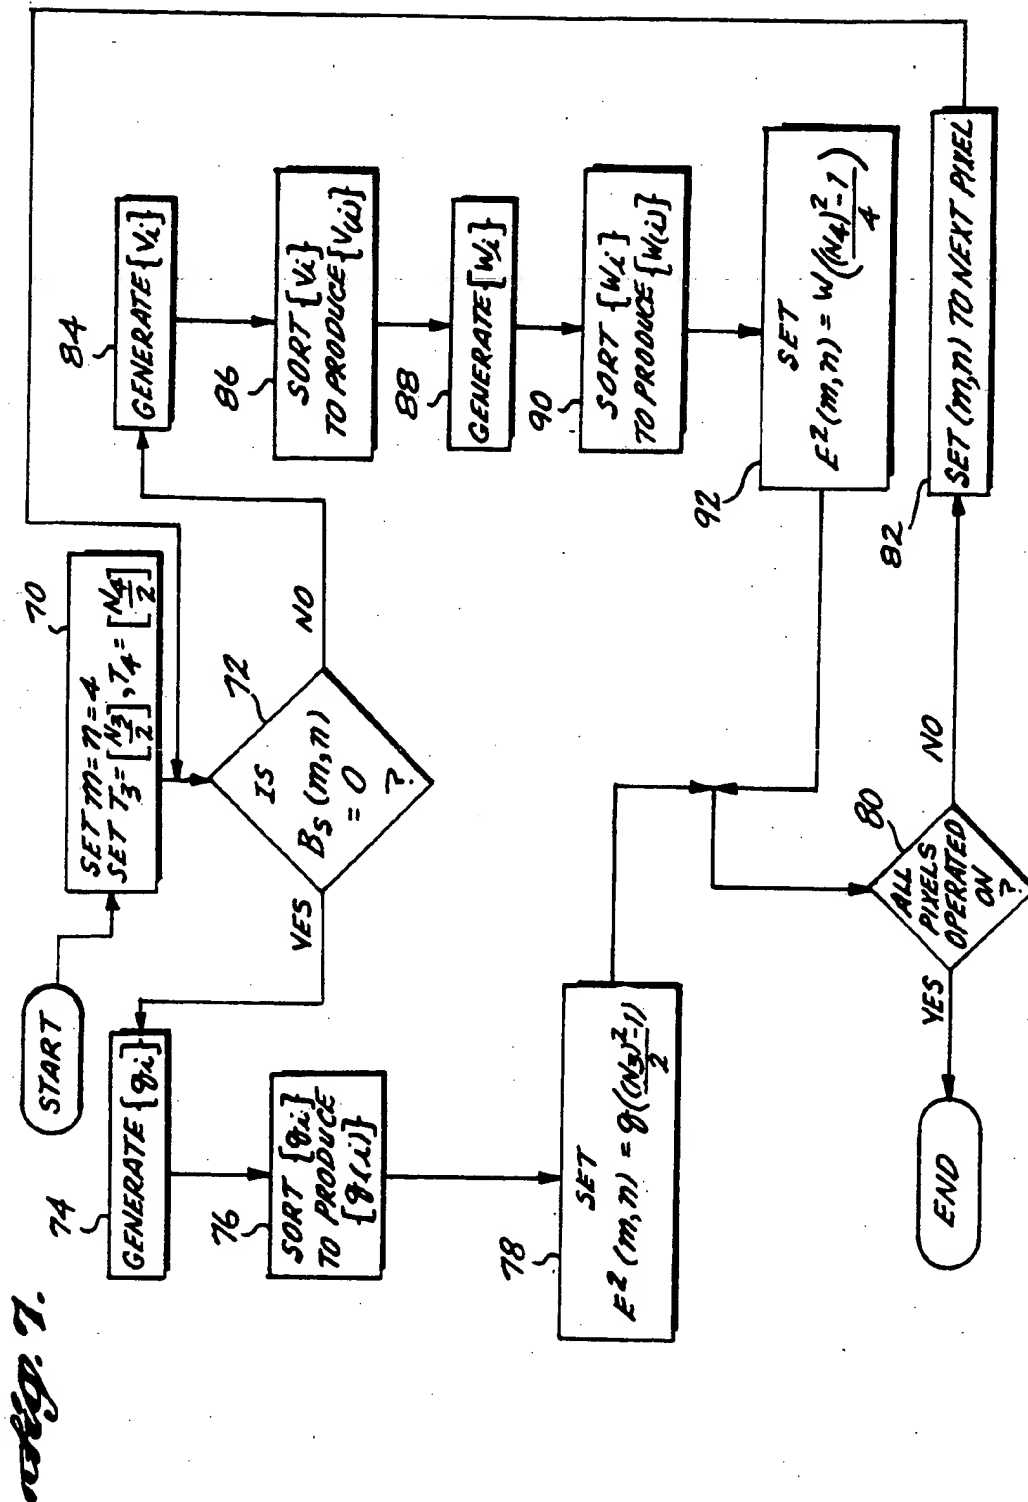 Fig. 7.
START
70
SET m = n = 4
SET T3 = [N3/2], T4 = [N4/2]
72
IS
BS (m,n)
= 0
?
YES
NO
74
GENERATE {qi}
76
SORT {qi}
TO PRODUCE
{q(i)}
78
SET
E² (m,n) = q((N3)²-1)/2
84
GENERATE {Vi}
86
SORT {Vi}
TO PRODUCE {V(i)}
88
GENERATE {Wi}
90
SORT {Wi}
TO PRODUCE {W(i)}
92
SET
E² (m,n) = W((N4)²-1)/4
80
ALL
PIXELS
OPERATED
ON
?
YES
NO
82
SET (m,n) TO NEXT PIXEL
END